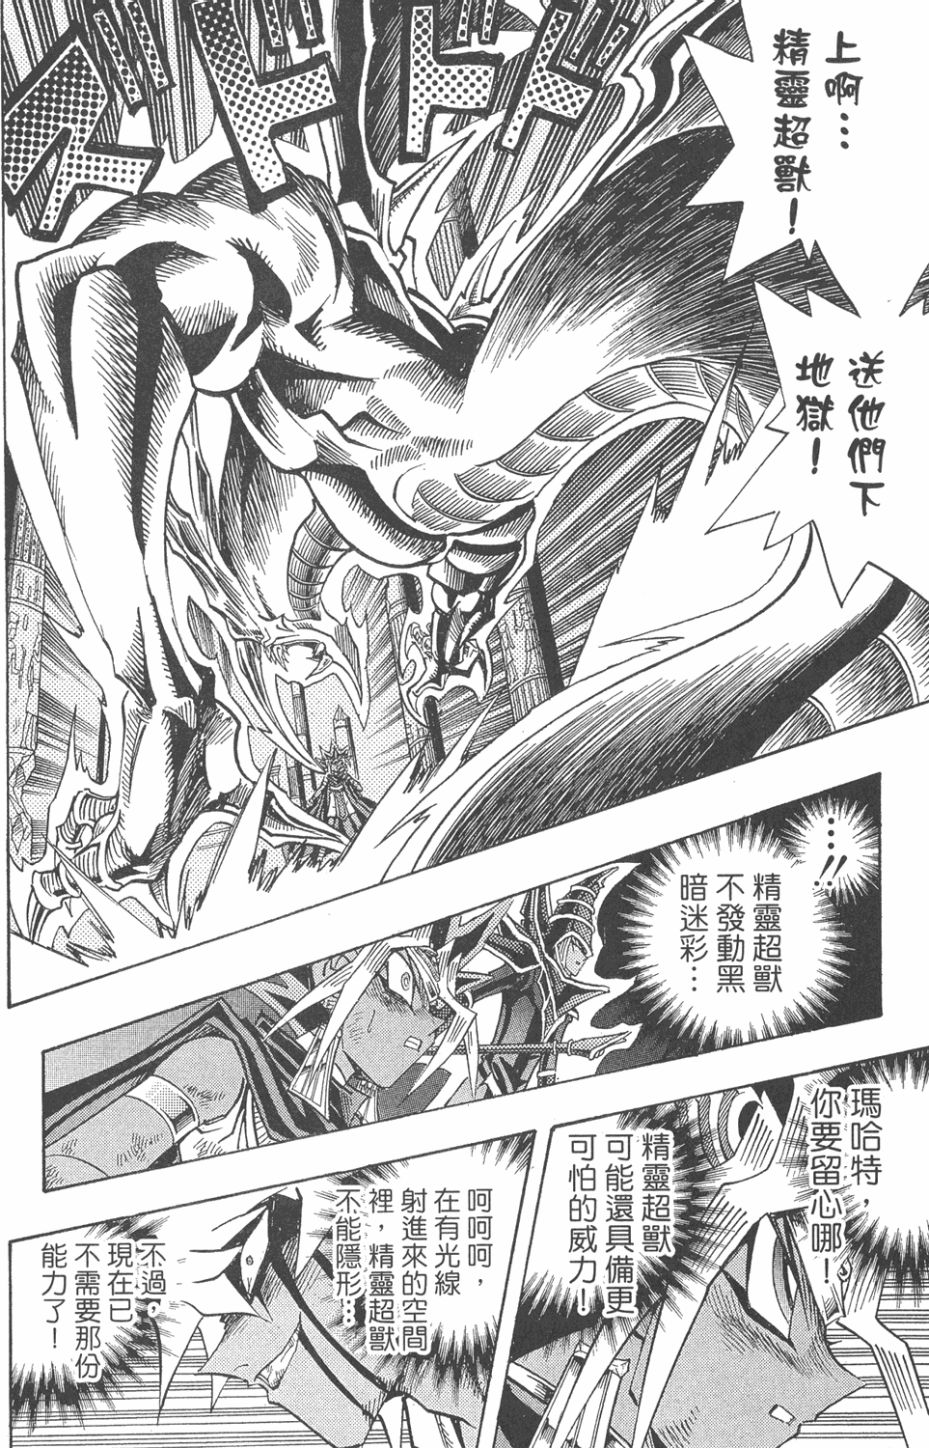 上啊…
精靈超獸！
送他們下
地獄！
ズドドド
…!!
精靈超獸
不發動黑
暗迷彩…
瑪哈特，
你要留心哪！
精靈超獸
可能還具備更
可怕的威力！
呵呵呵，
在有光線
射進來的空間
裡，精靈超獸
不能隱形…
不過。
現在已
不需要那份
能力了！